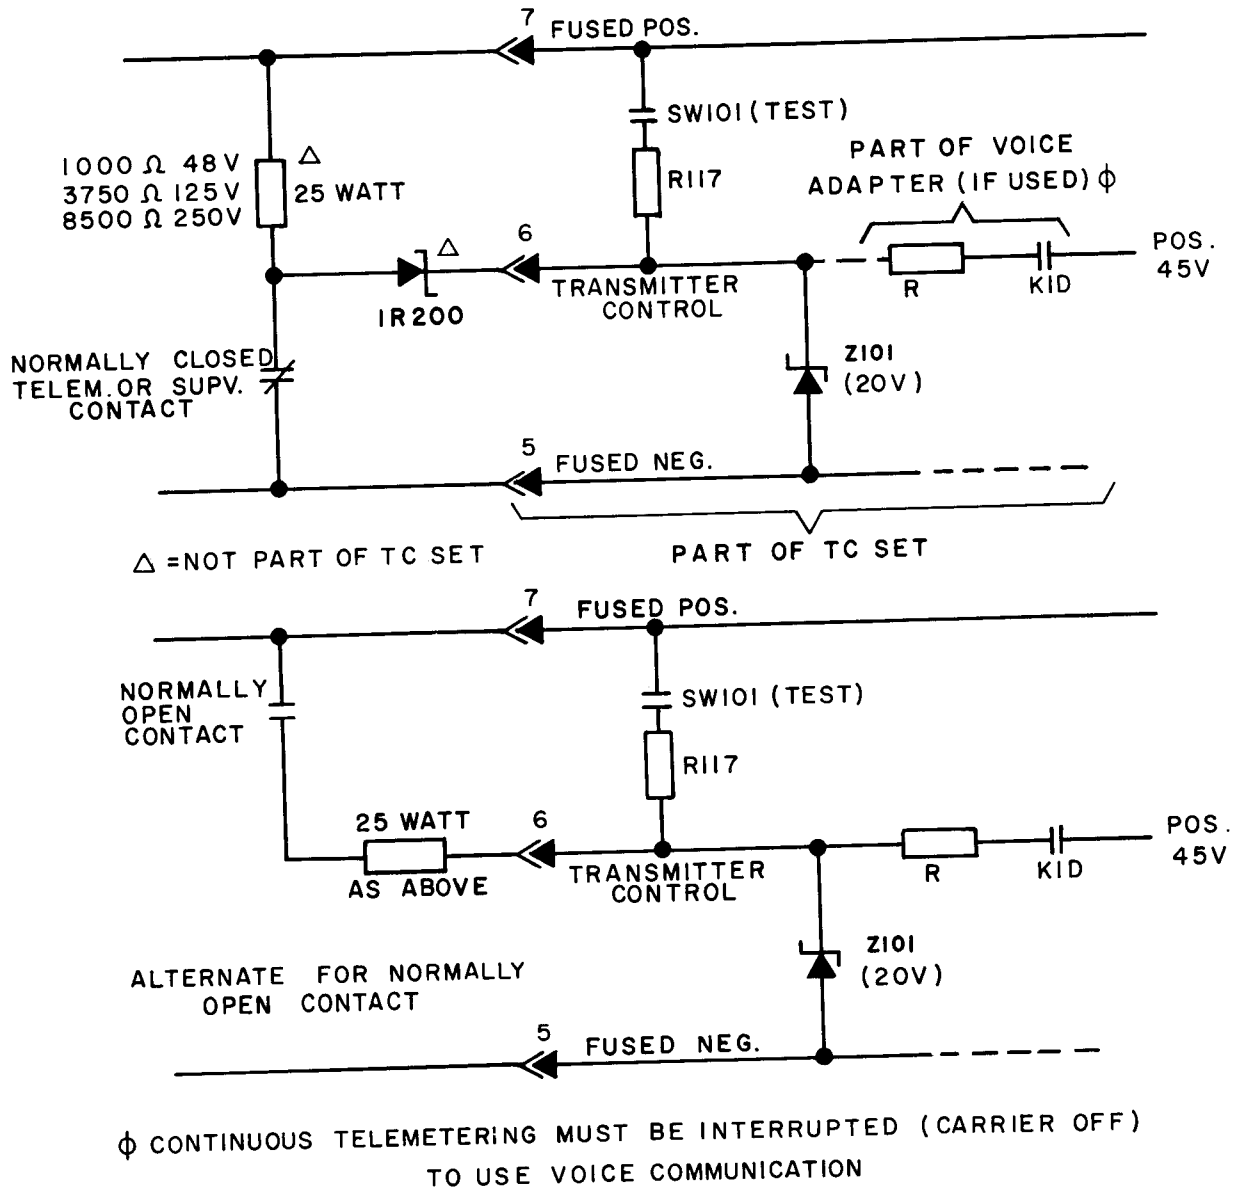 7
FUSED POS.
SW101 (TEST)
R117
PART OF VOICE
ADAPTER (IF USED) ϕ
1000 Ω 48V
3750 Ω 125V
8500 Ω 250V
△
25 WATT
△
6
POS.
45V
R
KID
TRANSMITTER
CONTROL
IR200
NORMALLY CLOSED
TELEM. OR SUPV.
CONTACT
Z101
(20V)
5
FUSED NEG.
△ = NOT PART OF TC SET
PART OF TC SET
7
FUSED POS.
NORMALLY
OPEN
CONTACT
SW101 (TEST)
R117
25 WATT
AS ABOVE
6
TRANSMITTER
CONTROL
POS.
45V
R
KID
Z101
(20V)
ALTERNATE FOR NORMALLY
OPEN CONTACT
5
FUSED NEG.
ϕ CONTINUOUS TELEMETERING MUST BE INTERRUPTED (CARRIER OFF)
TO USE VOICE COMMUNICATION